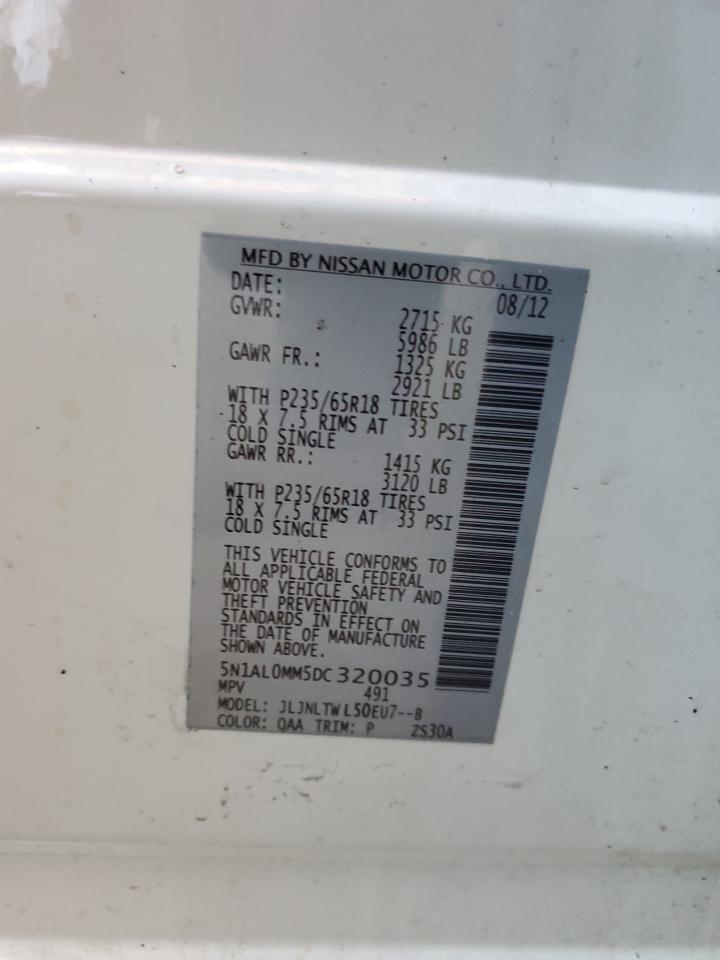 MFD BY NISSAN MOTOR CO., LTD.
DATE: 08/12
GVWR: 2715 KG
5986 LB
GAWR FR.: 1325 KG
2921 LB
WITH P235/65R18 TIRES
18 X 7.5 RIMS AT 33 PSI
COLD SINGLE
GAWR RR.: 1415 KG
3120 LB
WITH P235/65R18 TIRES
18 X 7.5 RIMS AT 33 PSI
COLD SINGLE
THIS VEHICLE CONFORMS TO
ALL APPLICABLE FEDERAL
MOTOR VEHICLE SAFETY AND
THEFT PREVENTION
STANDARDS IN EFFECT ON
THE DATE OF MANUFACTURE
SHOWN ABOVE.
5N1AL0MM5DC320035
MPV 491
MODEL: JLJNLTWL50EU7--B
COLOR: QAA TRIM: P ZS30A